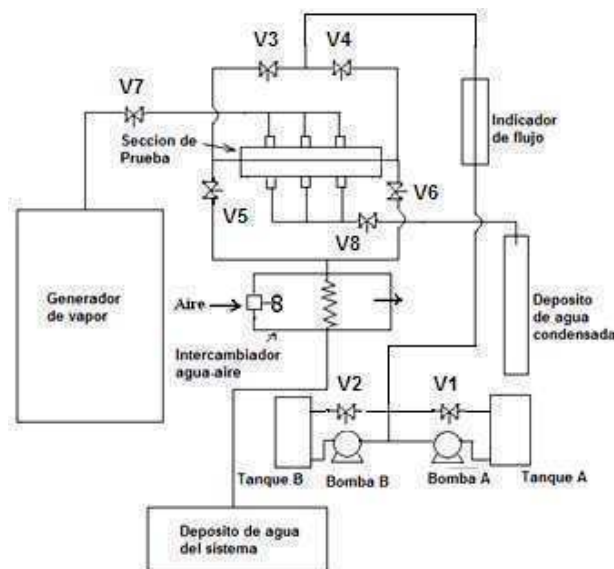 V3
V4
V7
Seccion de
Prueba
Indicador
de flujo
V5
V6
V8
Generador
de vapor
Aire
8
Intercambiador
agua-aire
Deposito
de agua
condensada
V2
V1
Tanque B
Bomba B
Bomba A
Tanque A
Deposito de agua
del sistema